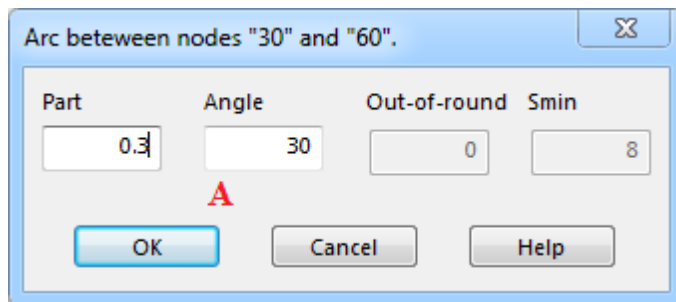 Arc beteween nodes "30" and "60".
Part Angle Out-of-round Smin
0.3 30 0 8
A
OK Cancel Help